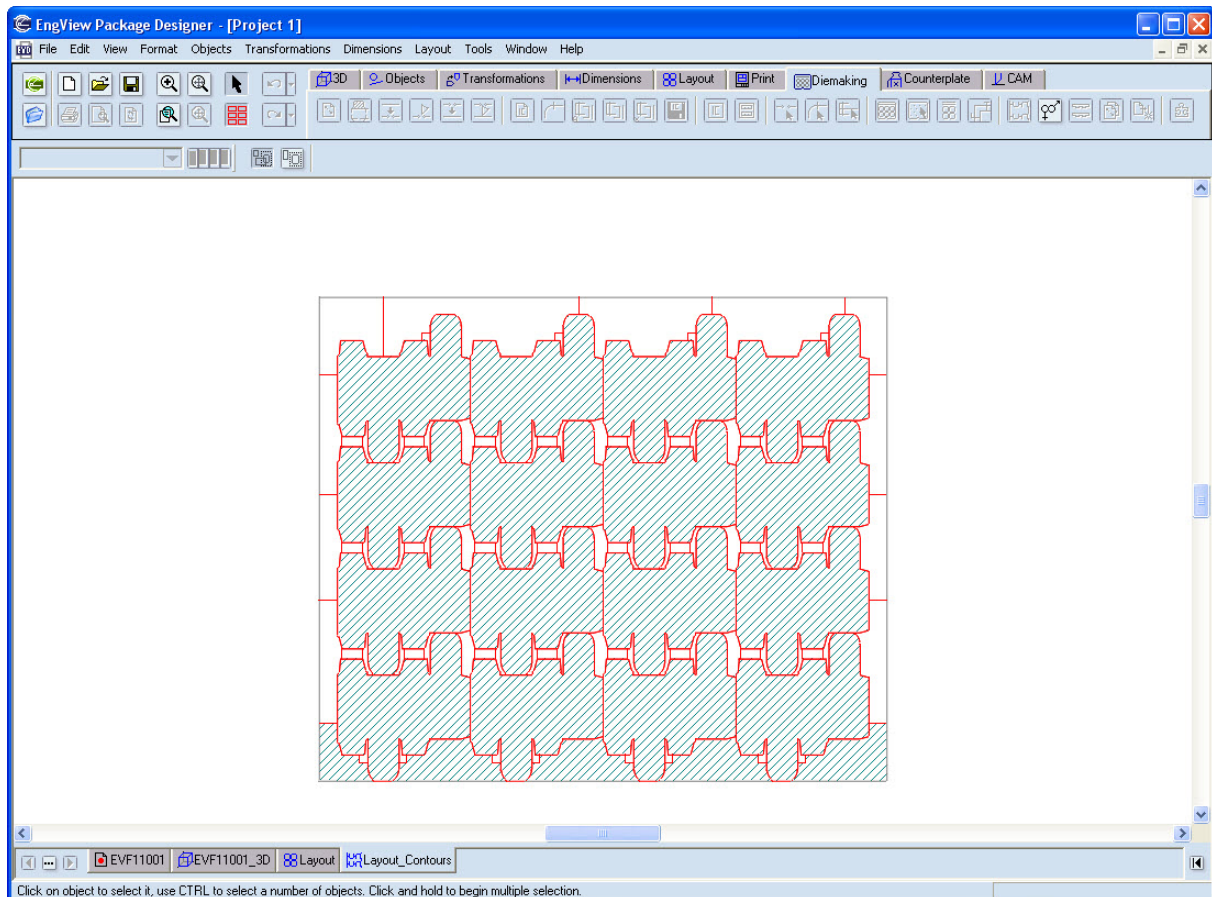 EngView Package Designer - [Project 1]
File Edit View Format Objects Transformations Dimensions Layout Tools Window Help
3D Objects Transformations Dimensions Layout Print Diemaking Counterplate CAM
EVF11001 EVF11001_3D Layout Layout_Contours
Click on object to select it, use CTRL to select a number of objects. Click and hold to begin multiple selection.